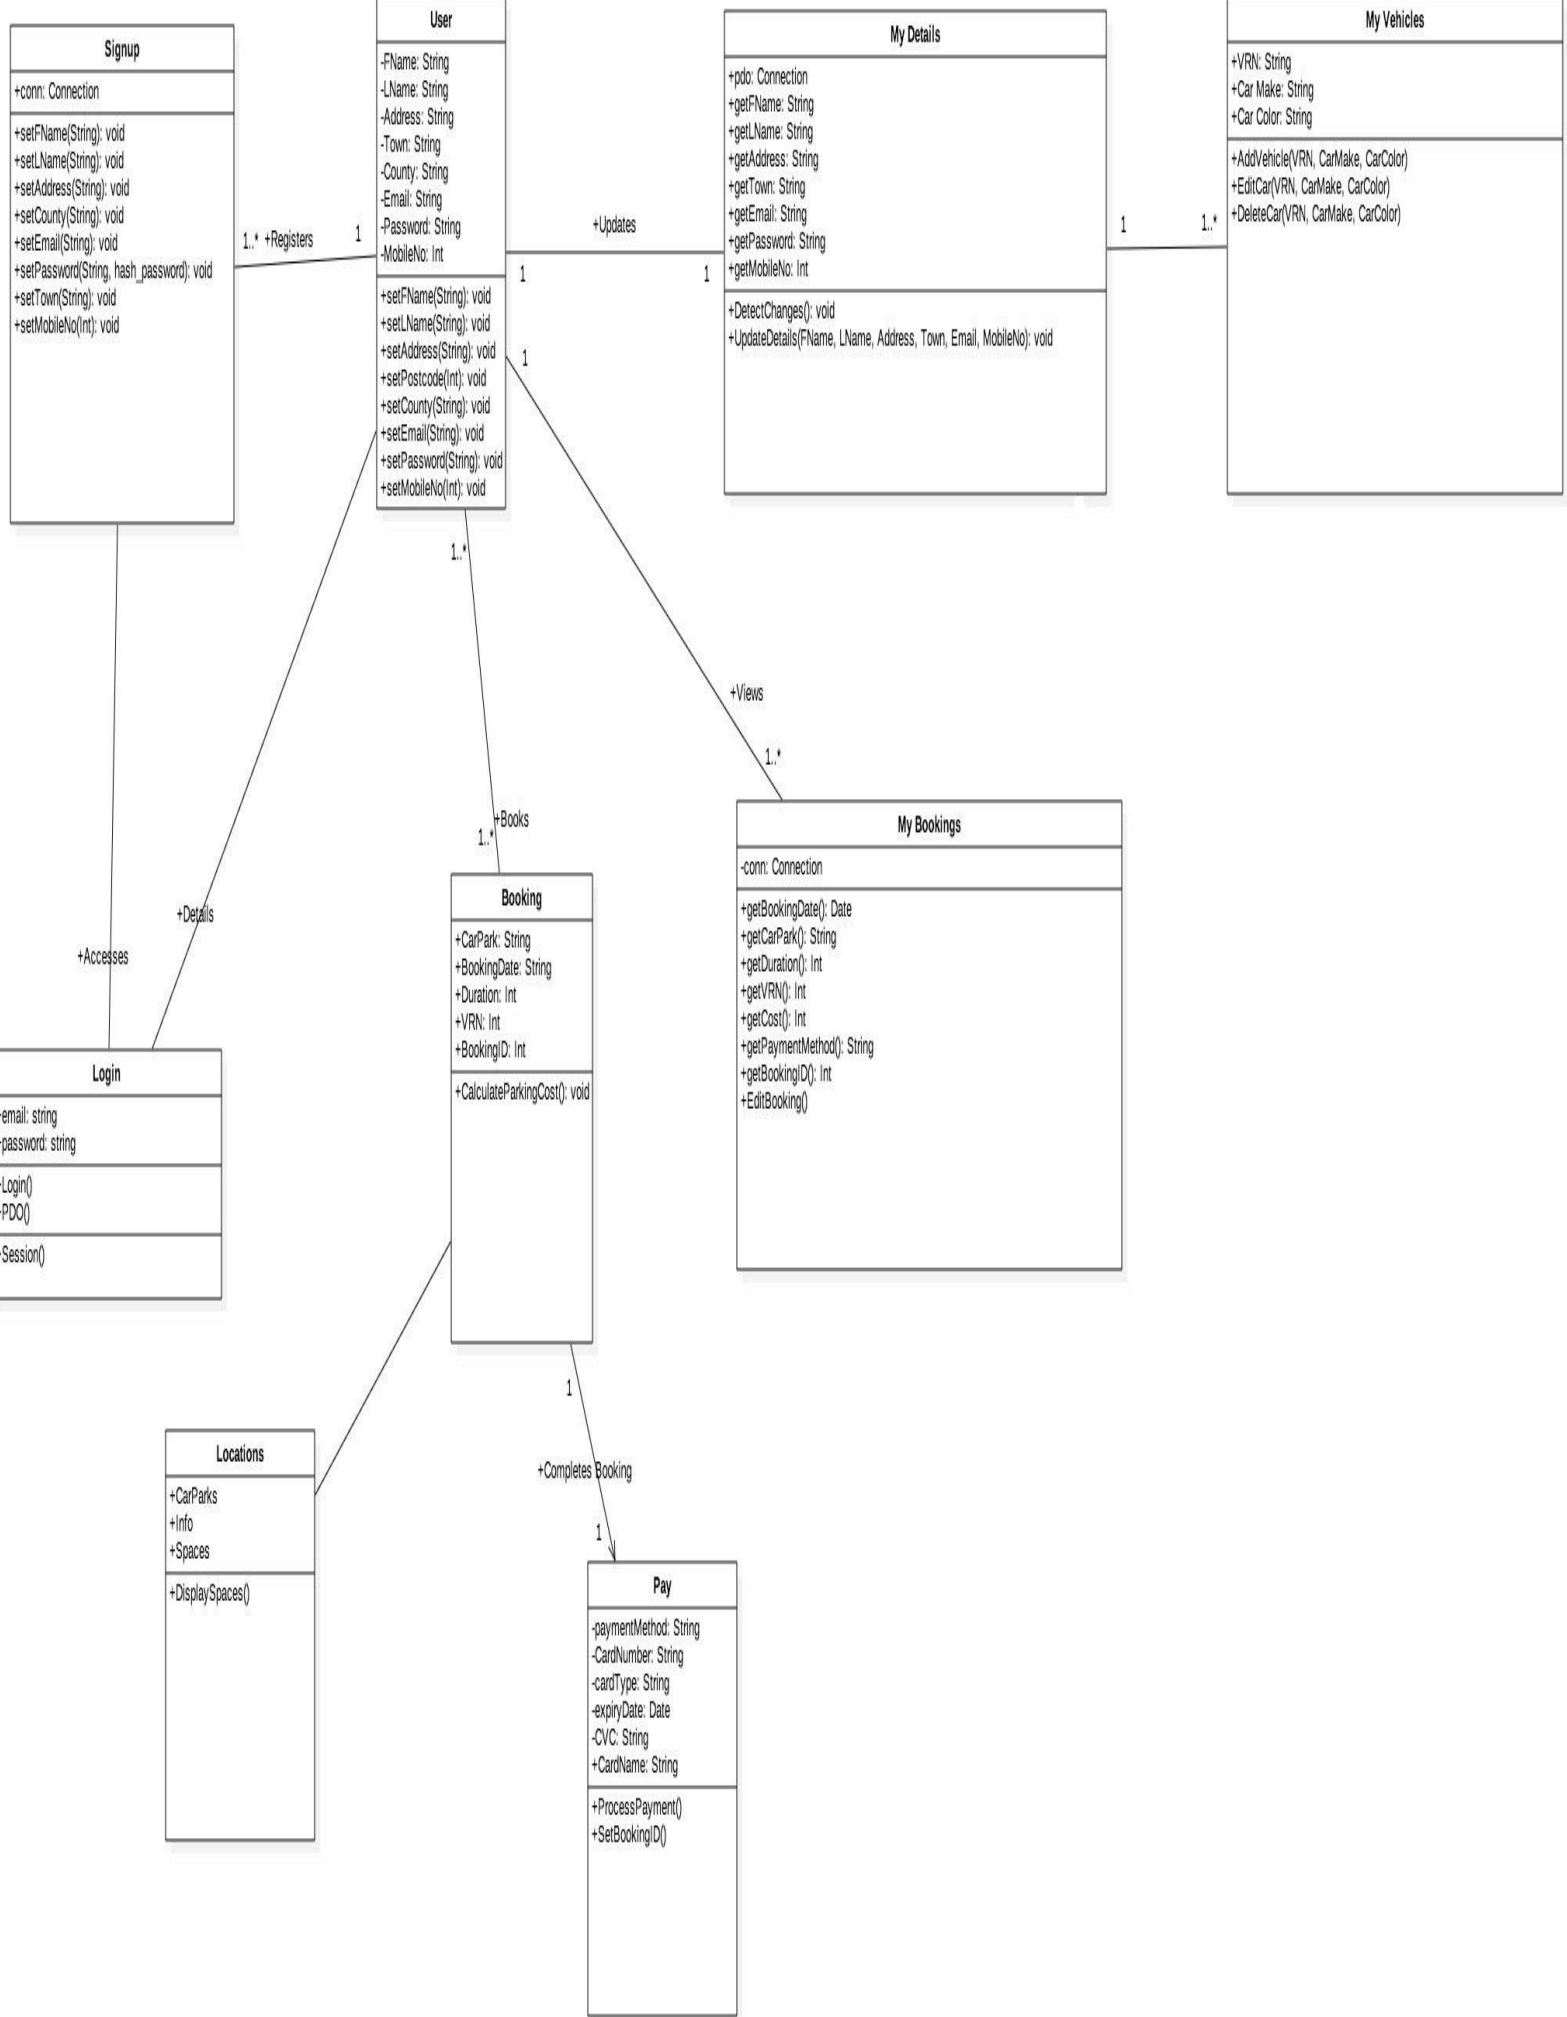 Signup
+conn: Connection
+setFName(String): void
+setLName(String): void
+setAddress(String): void
+setCounty(String): void
+setEmail(String): void
+setPassword(String, hash_password): void
+setTown(String): void
+setMobileNo(Int): void
1..* +Registers 1
User
-FName: String
-LName: String
-Address: String
-Town: String
-County: String
-Email: String
-Password: String
-MobileNo: Int
+setFName(String): void
+setLName(String): void
+setAddress(String): void
+setPostcode(Int): void
+setCounty(String): void
+setEmail(String): void
+setPassword(String): void
+setMobileNo(Int): void
+Updates
1 1
My Details
+pdo: Connection
+getFName: String
+getLName: String
+getAddress: String
+getTown: String
+getEmail: String
+getPassword: String
+getMobileNo: Int
+DetectChanges(): void
+UpdateDetails(FName, LName, Address, Town, Email, MobileNo): void
1 1..*
My Vehicles
+VRN: String
+Car Make: String
+Car Color: String
+AddVehicle(VRN, CarMake, CarColor)
+EditCar(VRN, CarMake, CarColor)
+DeleteCar(VRN, CarMake, CarColor)
1
+Views
1..*
1..*
+Books
1..*
+Details
+Accesses
My Bookings
-conn: Connection
+getBookingDate(): Date
+getCarPark(): String
+getDuration(): Int
+getVRN(): Int
+getCost(): Int
+getPaymentMethod(): String
+getBookingID(): Int
+EditBooking()
Booking
+CarPark: String
+BookingDate: String
+Duration: Int
+VRN: Int
+BookingID: Int
+CalculateParkingCost(): void
Login
email: string
password: string
Login()
PDO()
Session()
1
+Completes Booking
1
Locations
+CarParks
+Info
+Spaces
+DisplaySpaces()
Pay
-paymentMethod: String
-CardNumber: String
-cardType: String
-expiryDate: Date
-CVC: String
+CardName: String
+ProcessPayment()
+SetBookingID()